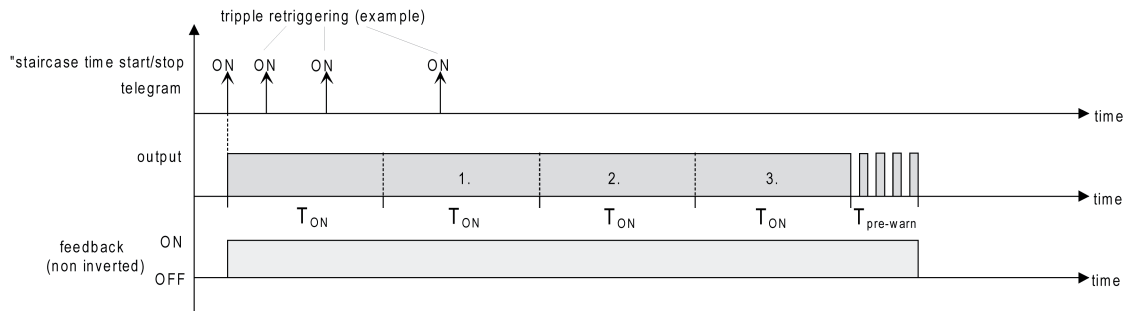 tripple retriggering (example)
"staircase time start/stop
telegram
ON ON ON ON
time
output
1. 2. 3.
time
TON TON TON TON Tpre-warn
feedback
(non inverted)
ON
OFF
time